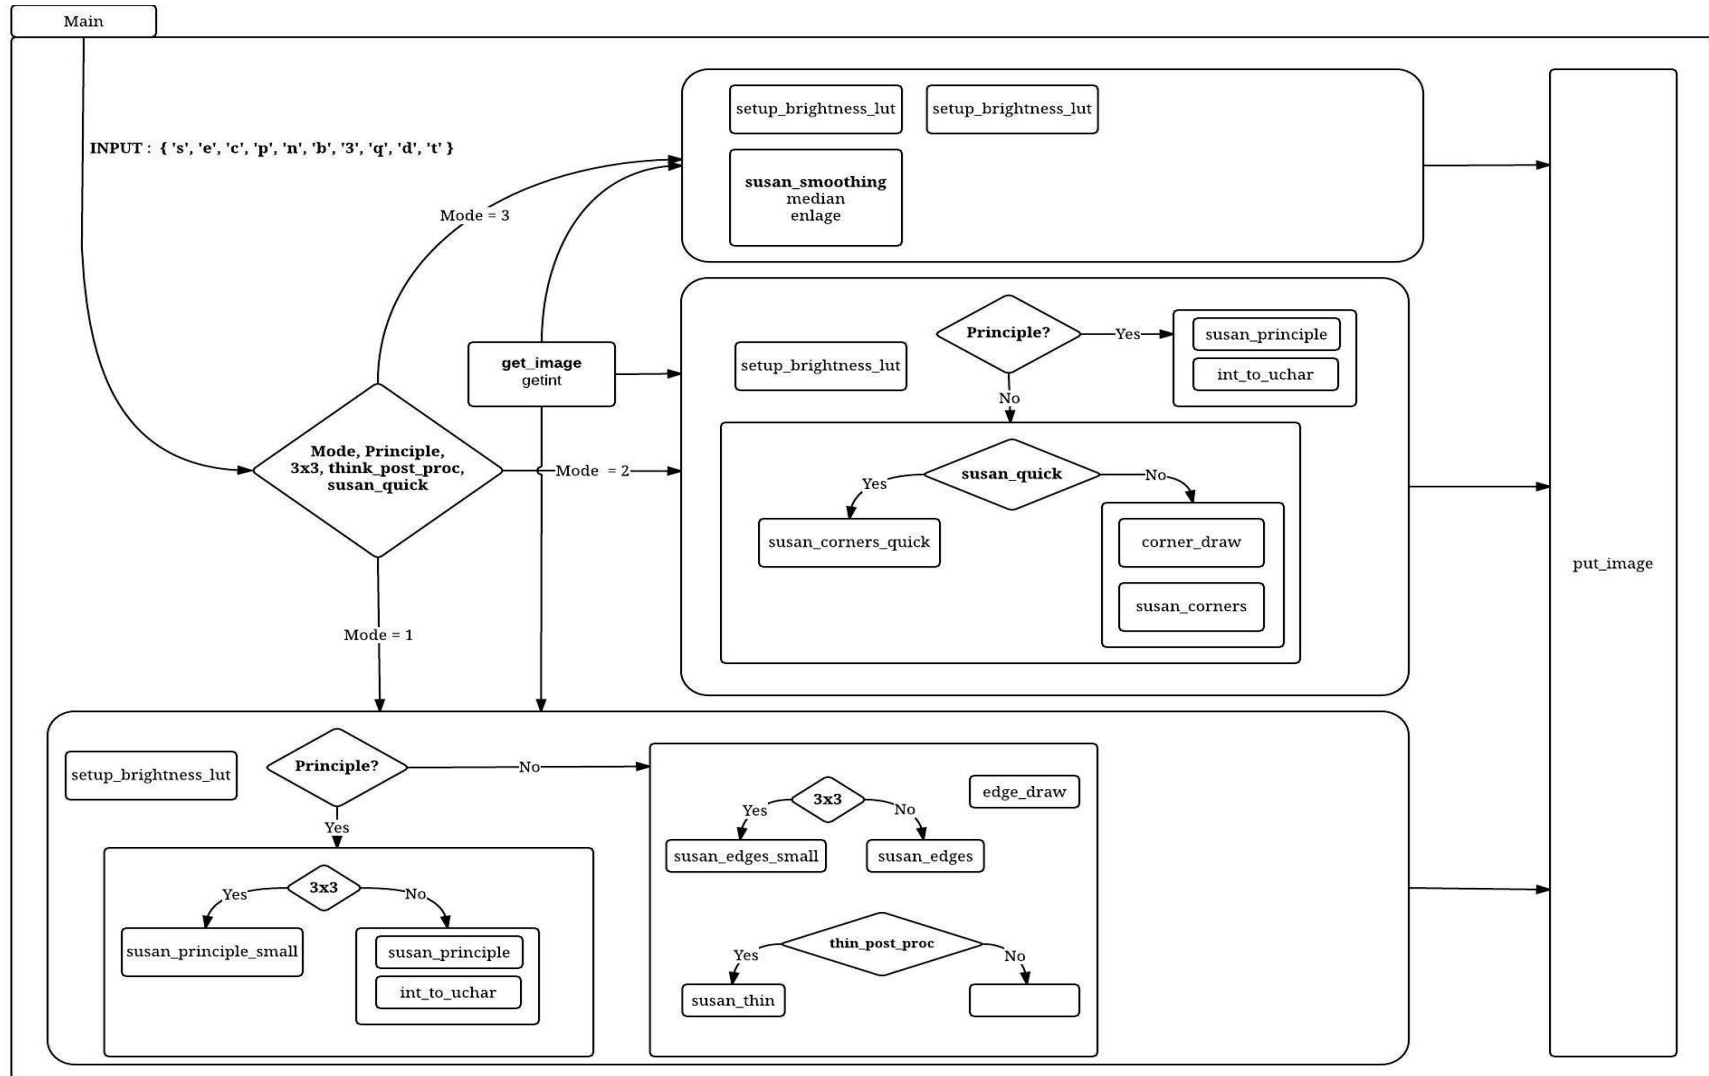 Main
INPUT :  { 's', 'e', 'c', 'p', 'n', 'b', '3', 'q', 'd', 't' }
setup_brightness_lut
setup_brightness_lut
susan_smoothing
median
enlage
Mode = 3
get_image
getint
setup_brightness_lut
Principle?
Yes
susan_principle
int_to_uchar
No
Mode, Principle,
3x3, think_post_proc,
susan_quick
Mode  = 2
susan_quick
Yes
No
susan_corners_quick
corner_draw
susan_corners
put_image
Mode = 1
setup_brightness_lut
Principle?
No
Yes
3x3
Yes
No
susan_principle_small
susan_principle
int_to_uchar
3x3
edge_draw
Yes
No
susan_edges_small
susan_edges
thin_post_proc
Yes
No
susan_thin